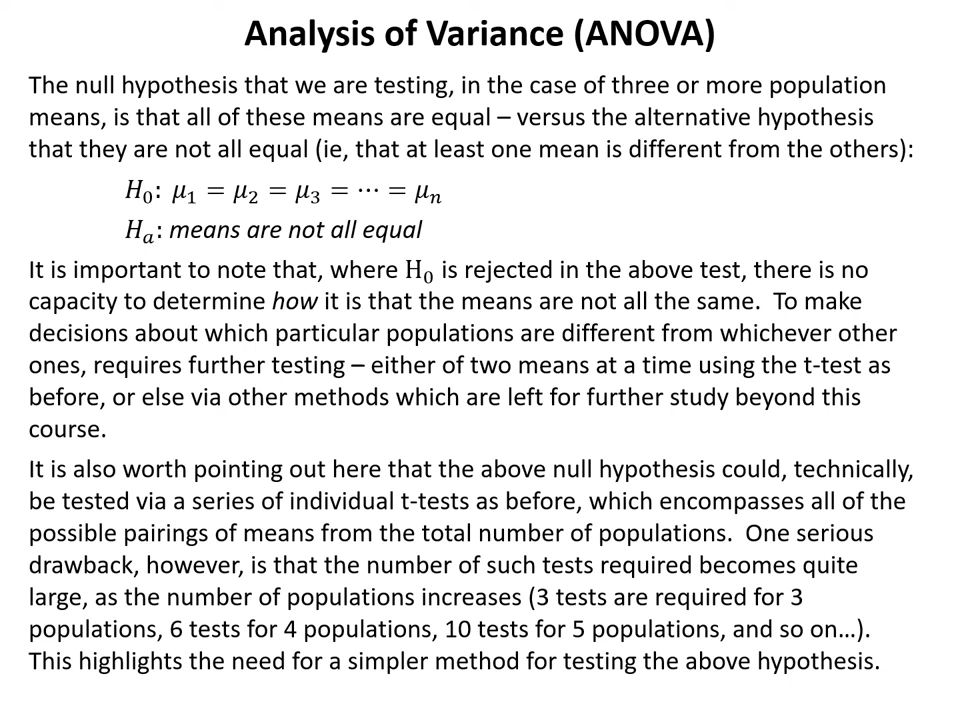 Analysis of Variance (ANOVA)
The null hypothesis that we are testing, in the case of three or more population
means, is that all of these means are equal – versus the alternative hypothesis
that they are not all equal (ie, that at least one mean is different from the others):
H₀: μ₁ = μ₂ = μ₃ = ⋯ = μₙ
Hₐ: means are not all equal
It is important to note that, where H₀ is rejected in the above test, there is no
capacity to determine how it is that the means are not all the same.  To make
decisions about which particular populations are different from whichever other
ones, requires further testing – either of two means at a time using the t-test as
before, or else via other methods which are left for further study beyond this
course.
It is also worth pointing out here that the above null hypothesis could, technically,
be tested via a series of individual t-tests as before, which encompasses all of the
possible pairings of means from the total number of populations.  One serious
drawback, however, is that the number of such tests required becomes quite
large, as the number of populations increases (3 tests are required for 3
populations, 6 tests for 4 populations, 10 tests for 5 populations, and so on…).
This highlights the need for a simpler method for testing the above hypothesis.